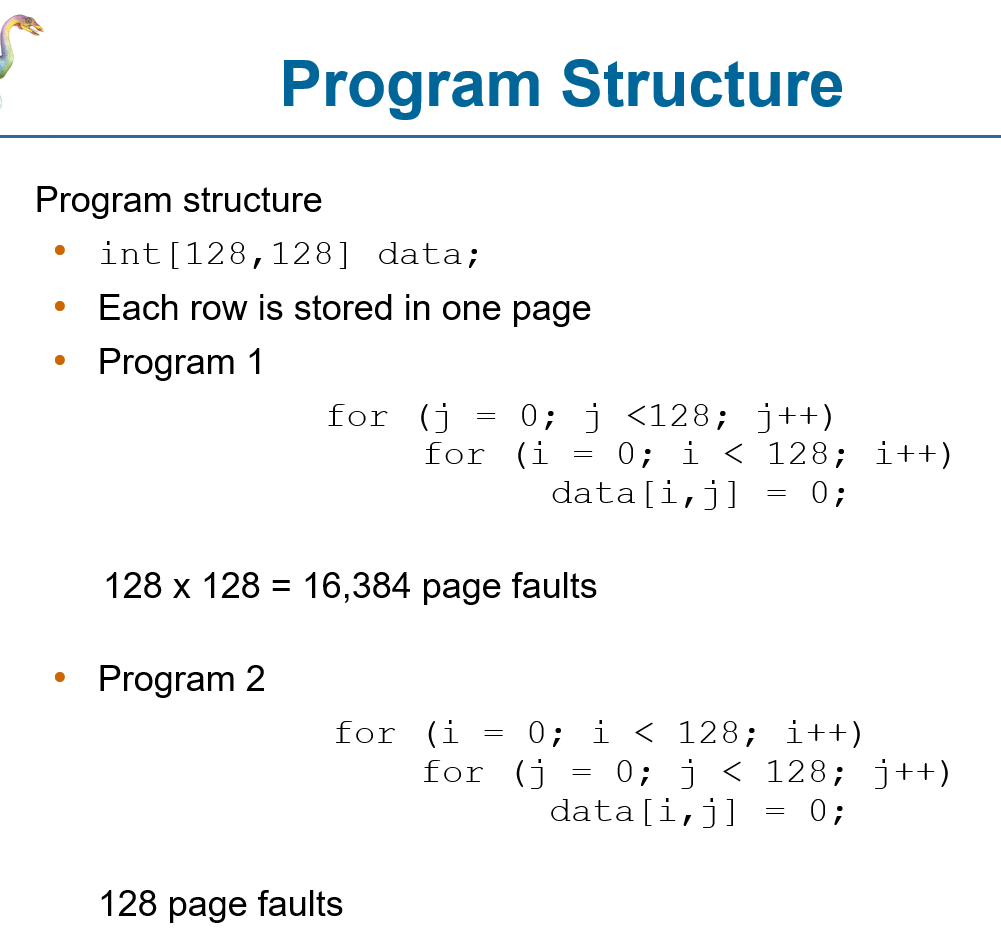 Program Structure
Program structure
• int[128,128] data;
• Each row is stored in one page
• Program 1
for (j = 0; j <128; j++)
for (i = 0; i < 128; i++)
data[i,j] = 0;
128 x 128 = 16,384 page faults
• Program 2
for (i = 0; i < 128; i++)
for (j = 0; j < 128; j++)
data[i,j] = 0;
128 page faults